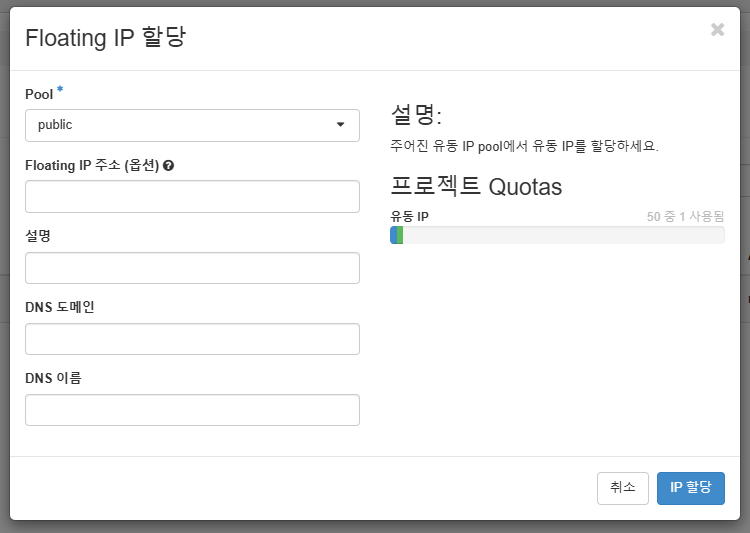 Floating IP 할당
×
Pool *
public
Floating IP 주소 (옵션)
설명
DNS 도메인
DNS 이름
설명:
주어진 유동 IP pool에서 유동 IP를 할당하세요.
프로젝트 Quotas
유동 IP
50 중 1 사용됨
취소
IP 할당